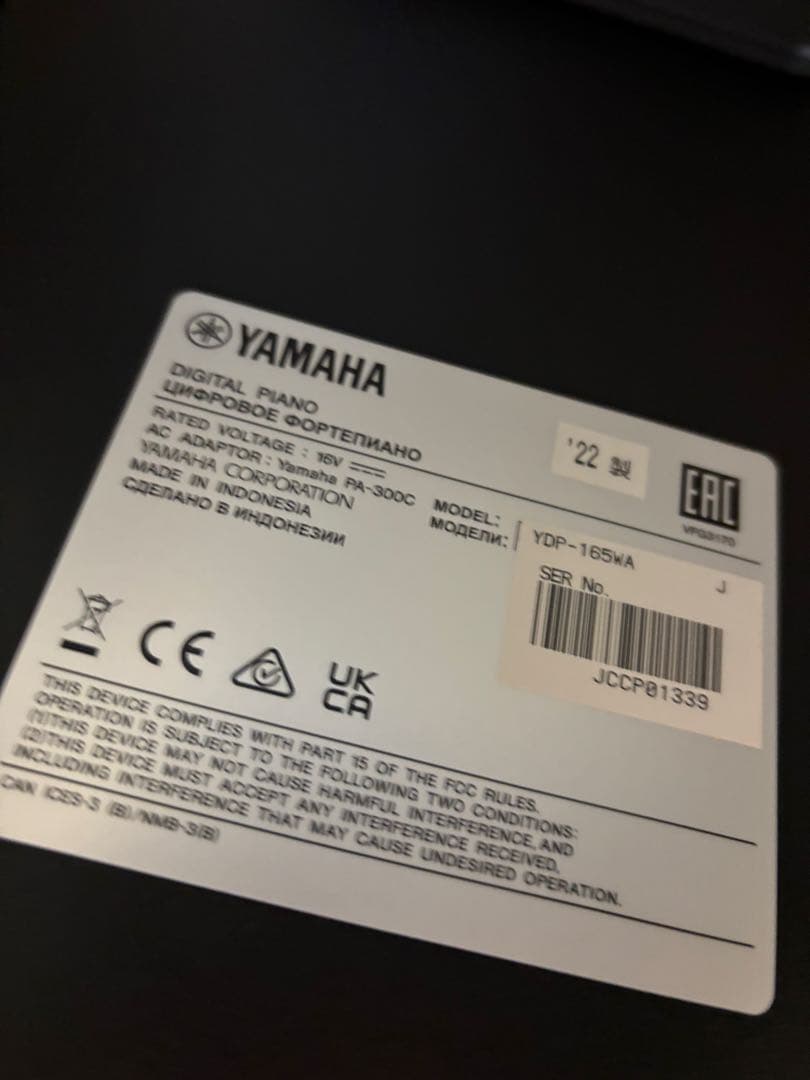 YAMAHA
DIGITAL PIANO
ЦИФРОВОЕ ФОРТЕПИАНО
'22 製
EAC
RATED VOLTAGE : 16V
AC ADAPTOR : Yamaha PA-300C
YAMAHA CORPORATION
MADE IN INDONESIA
СДЕЛАНО В ИНДОНЕЗИИ
MODEL:
МОДЕЛИ:
YDP-165WA
J
SER No.
JCCP01339
CE
UK
CA
THIS DEVICE COMPLIES WITH PART 15 OF THE FCC RULES.
OPERATION IS SUBJECT TO THE FOLLOWING TWO CONDITIONS:
(1)THIS DEVICE MAY NOT CAUSE HARMFUL INTERFERENCE, AND
(2)THIS DEVICE MUST ACCEPT ANY INTERFERENCE RECEIVED,
INCLUDING INTERFERENCE THAT MAY CAUSE UNDESIRED OPERATION.
CAN ICES-3 (B)/NMB-3(B)